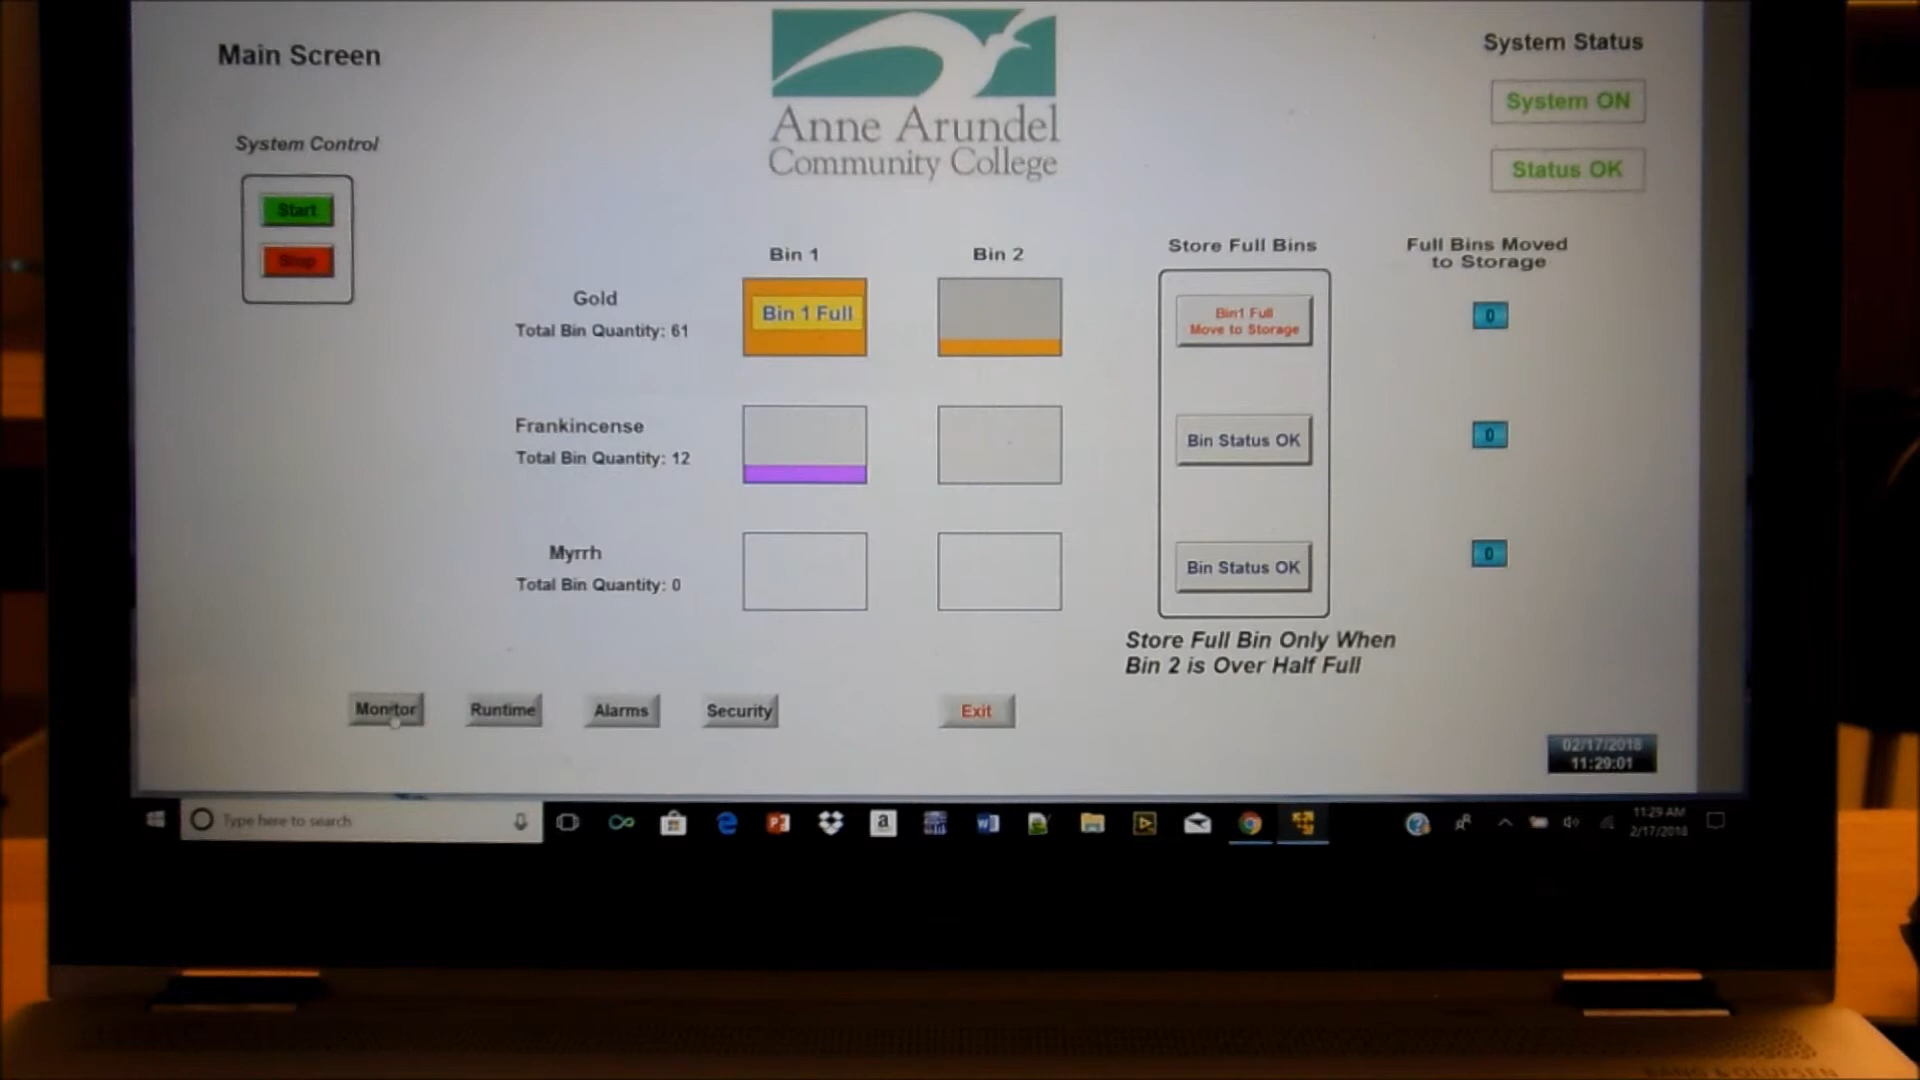 Main Screen
Anne Arundel
Community College
System Status
System ON
Status OK
System Control
Start
Stop
Bin 1
Bin 2
Store Full Bins
Full Bins Moved
to Storage
Gold
Total Bin Quantity: 61
Bin 1 Full
Bin1 Full
Move to Storage
0
Frankincense
Total Bin Quantity: 12
Bin Status OK
0
Myrrh
Total Bin Quantity: 0
Bin Status OK
0
Store Full Bin Only When
Bin 2 is Over Half Full
Monitor
Runtime
Alarms
Security
Exit
02/17/2018
11:29:01
Type here to search
11:29 AM
2/17/2018
BANG & OLUFSEN